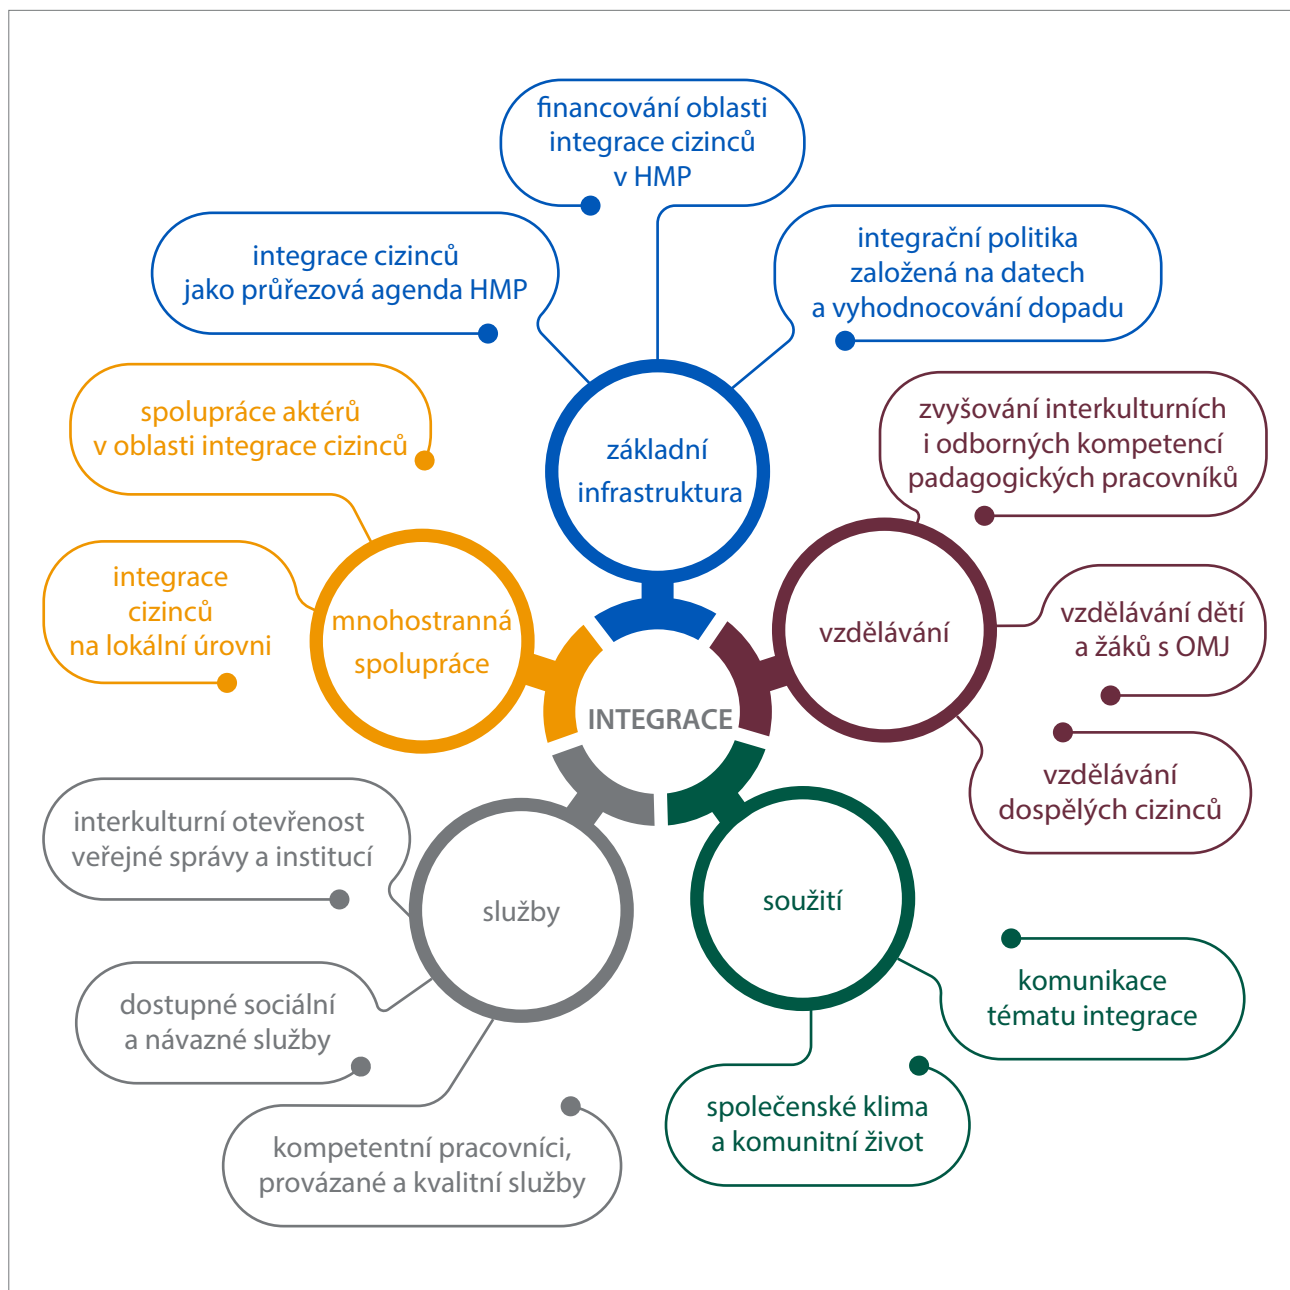 financování oblasti
integrace cizinců
v HMP
integrace cizinců
jako průřezová agenda HMP
integrační politika
založená na datech
a vyhodnocování dopadu
spolupráce aktérů
v oblasti integrace cizinců
základní
infrastruktura
zvyšování interkulturních
i odborných kompetencí
padagogických pracovníků
integrace
cizinců
na lokální úrovni
mnohostranná
spolupráce
vzdělávání
vzdělávání dětí
a žáků s OMJ
INTEGRACE
vzdělávání
dospělých cizinců
interkulturní otevřenost
veřejné správy a institucí
služby
soužití
dostupné sociální
a návazné služby
komunikace
tématu integrace
kompetentní pracovníci,
provázané a kvalitní služby
společenské klima
a komunitní život